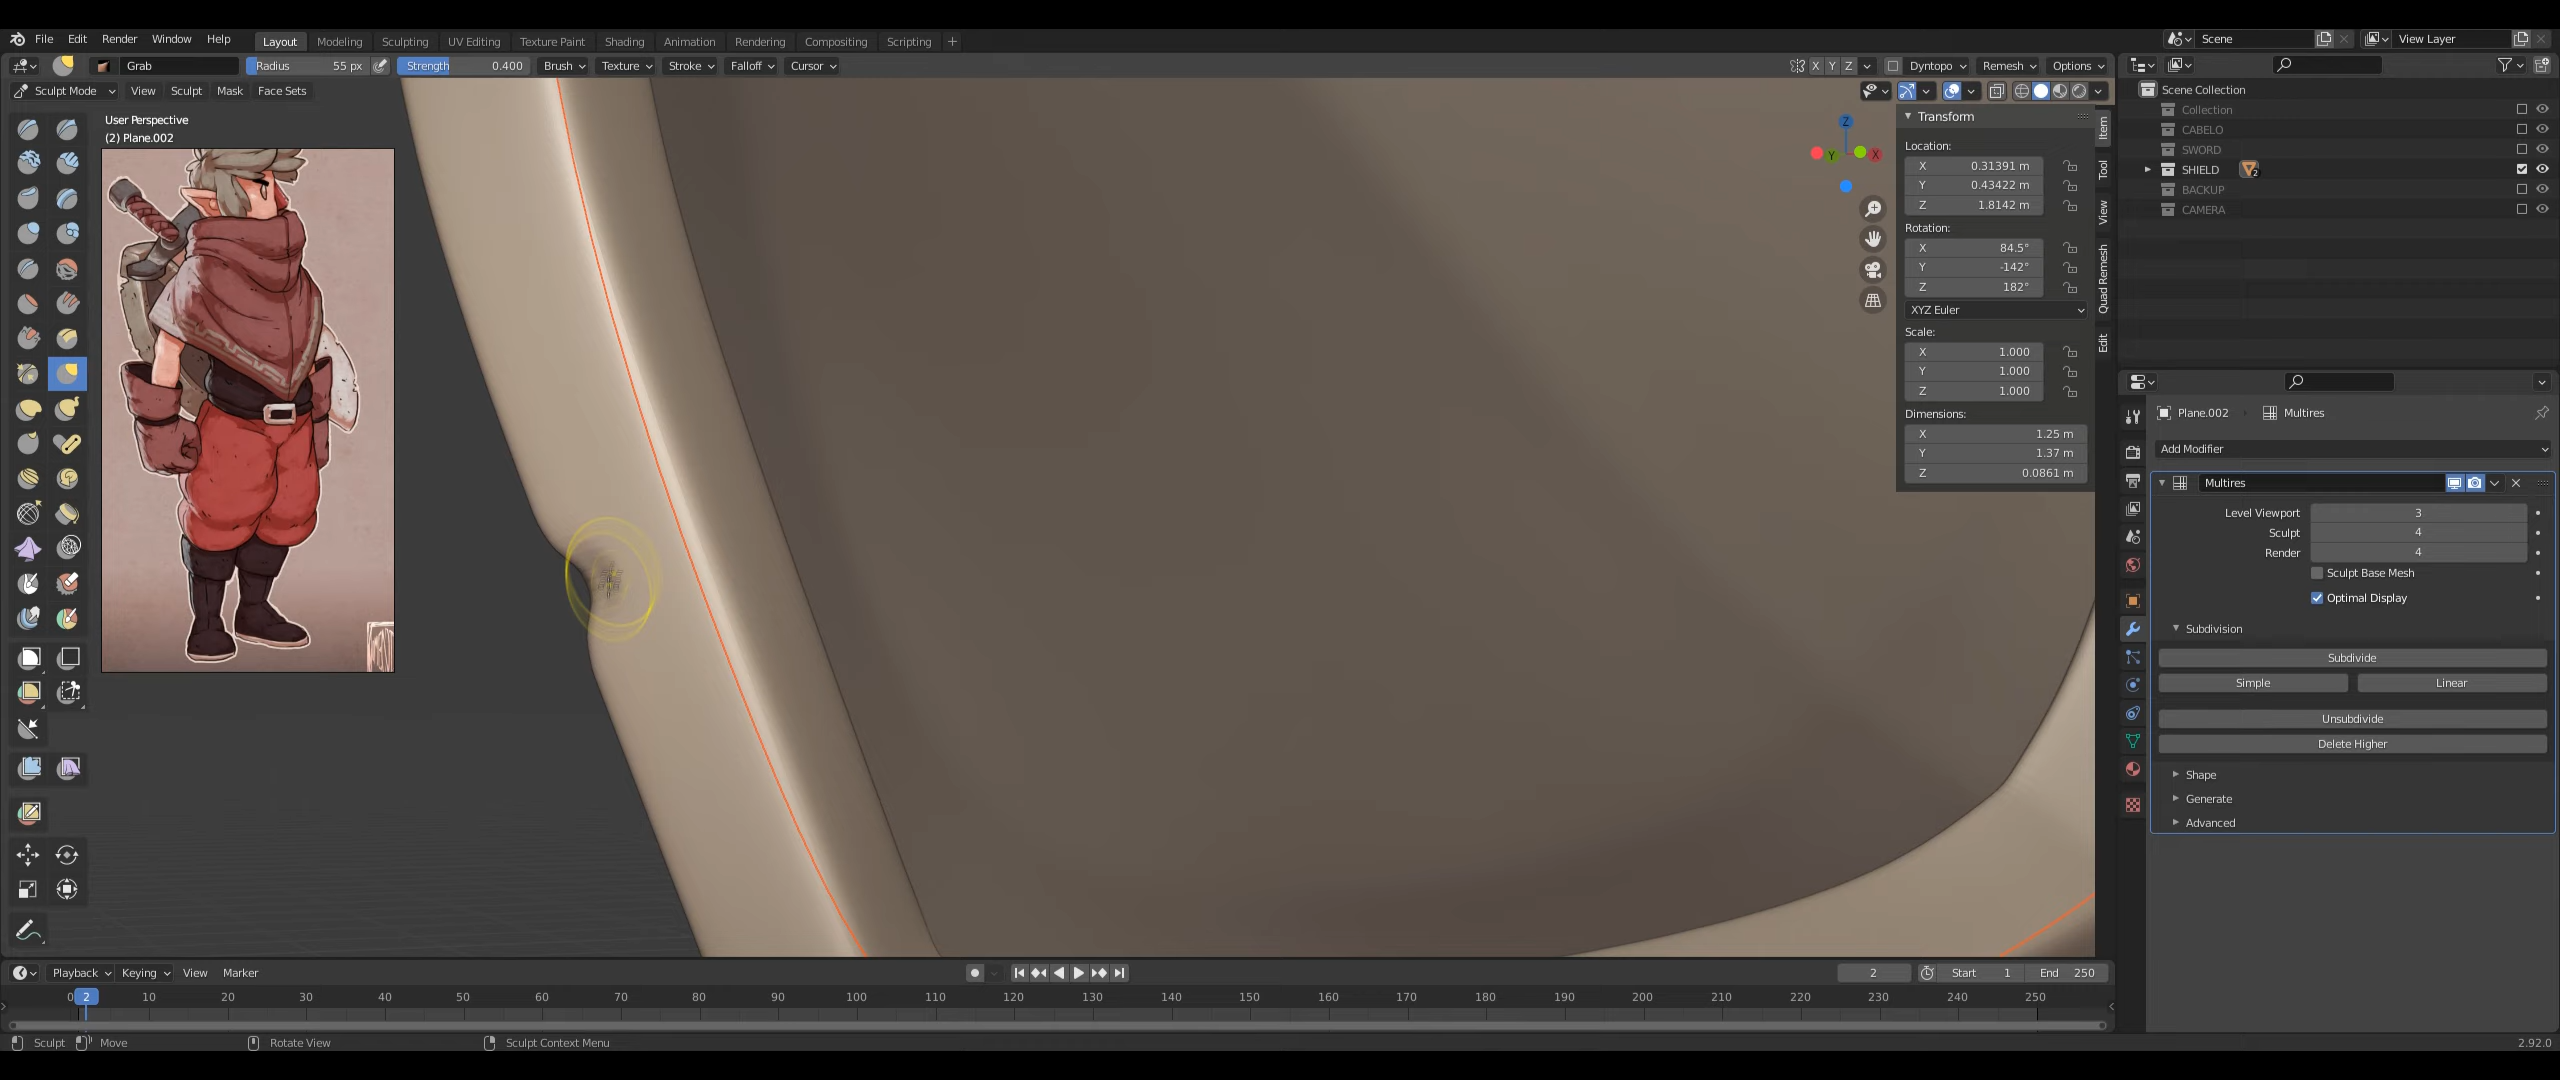 File Edit Render Window Help Layout Modeling Sculpting UV Editing Texture Paint Shading Animation Rendering Compositing Scripting + Scene View Layer
Grab Radius 55 px Strength 0.400 Brush Texture Stroke Falloff Cursor X Y Z Dyntopo Remesh Options
Sculpt Mode View Sculpt Mask Face Sets
User Perspective
(2) Plane.002
Z
Y
X
Transform
Location:
X 0.31391 m
Y 0.43422 m
Z 1.8142 m
Rotation:
X 84.5°
Y -142°
Z 182°
XYZ Euler
Scale:
X 1.000
Y 1.000
Z 1.000
Dimensions:
X 1.25 m
Y 1.37 m
Z 0.0861 m
Item
Tool
View
Quad Remesh
Edit
Scene Collection
Collection
CABELO
SWORD
SHIELD 2
BACKUP
CAMERA
Plane.002 Multires
Add Modifier
Multires
Level Viewport 3
Sculpt 4
Render 4
Sculpt Base Mesh
Optimal Display
Subdivision
Subdivide
Simple Linear
Unsubdivide
Delete Higher
Shape
Generate
Advanced
Playback Keying View Marker 2 Start 1 End 250
0 2 10 20 30 40 50 60 70 80 90 100 110 120 130 140 150 160 170 180 190 200 210 220 230 240 250
Sculpt Move Rotate View Sculpt Context Menu 2.92.0